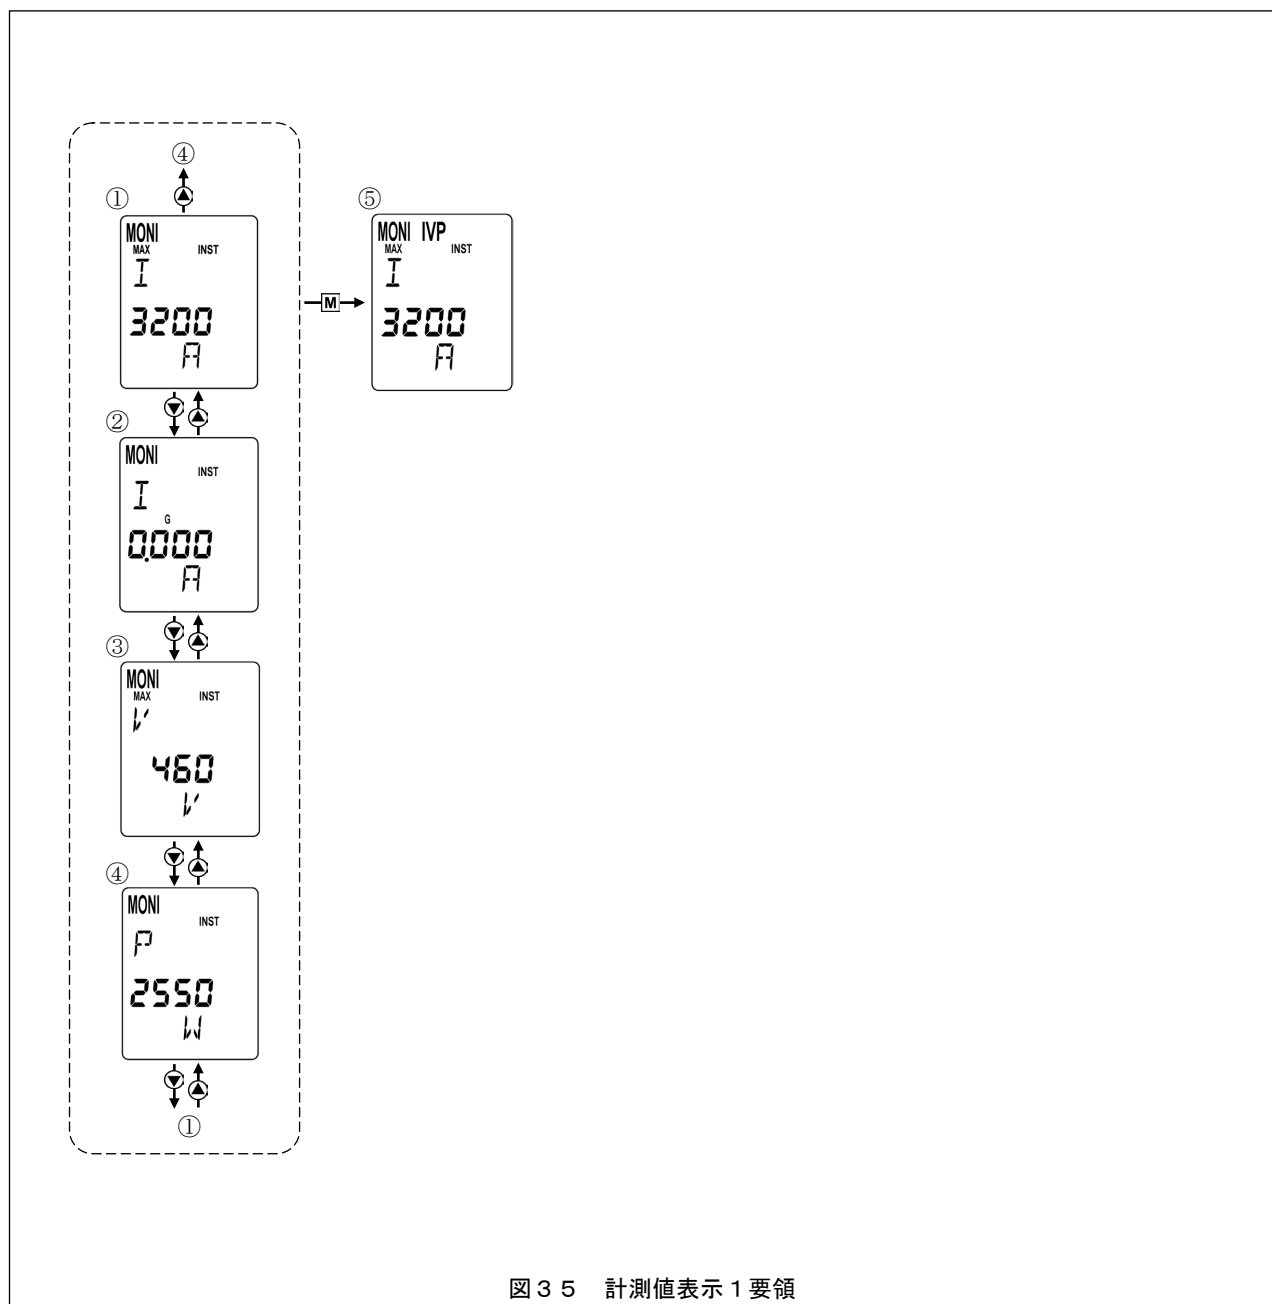 ④
①
MONI
MAX INST
I
3200
A
②
MONI
INST
I
G
0.000
A
③
MONI
MAX INST
V
460
V
④
MONI
INST
P
2550
W
①
M
⑤
MONI IVP
MAX INST
I
3200
A
図３５　計測値表示１要領